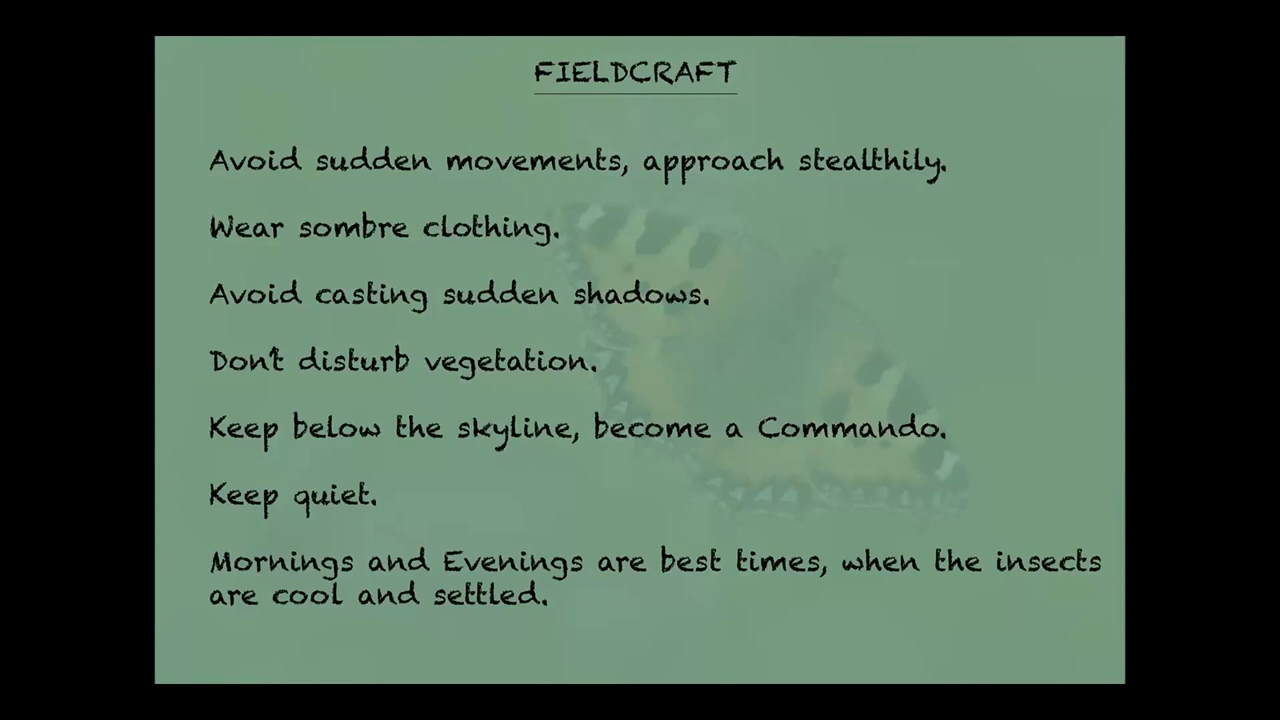 FIELDCRAFT
Avoid sudden movements, approach stealthily.
Wear sombre clothing.
Avoid casting sudden shadows.
Don't disturb vegetation.
Keep below the skyline, become a Commando.
Keep quiet.
Mornings and Evenings are best times, when the insects
are cool and settled.